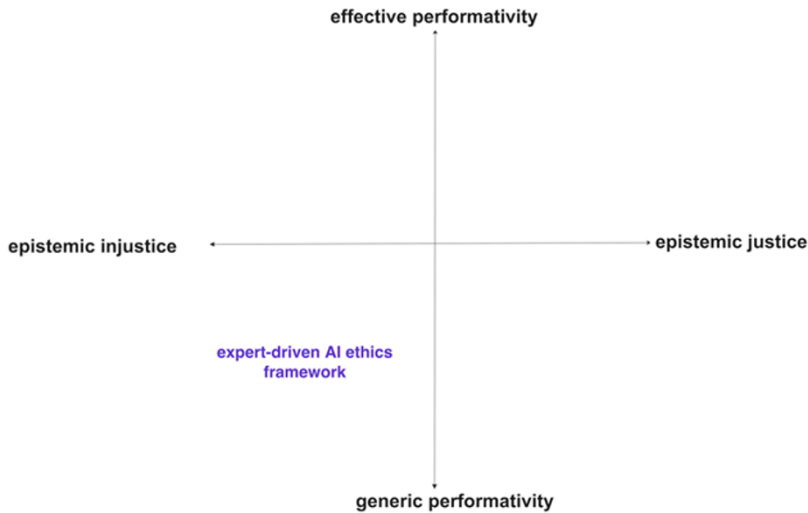 effective performativity
epistemic injustice
epistemic justice
expert-driven AI ethics
framework
generic performativity